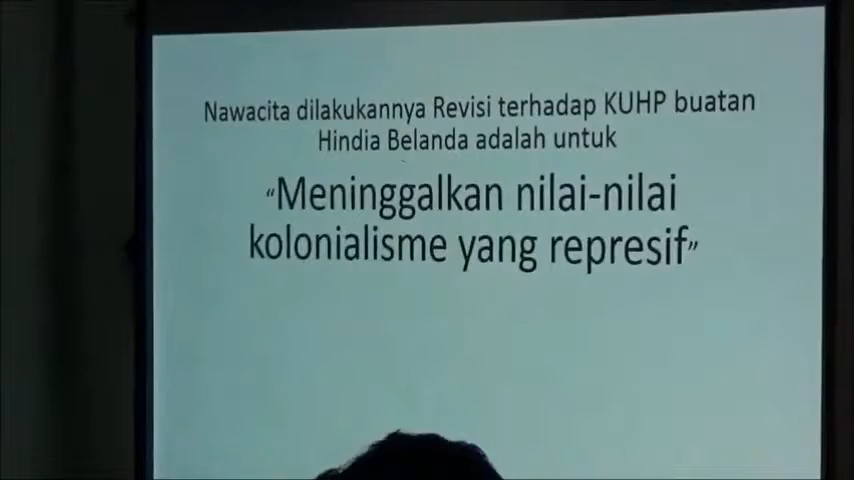 Nawacita dilakukannya Revisi terhadap KUHP buatan
Hindia Belanda adalah untuk
“Meninggalkan nilai-nilai
kolonialisme yang represif”